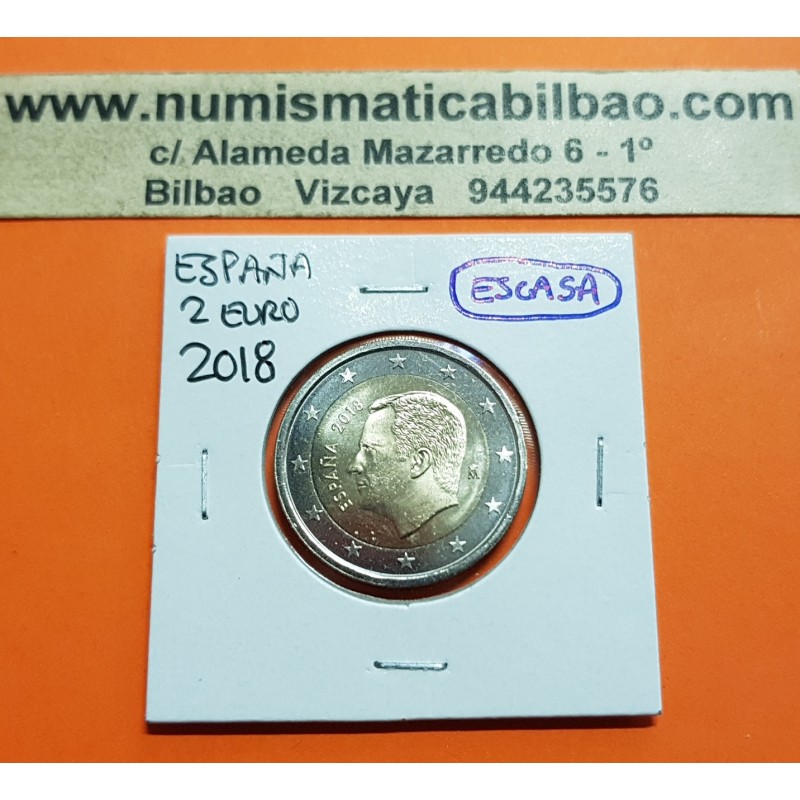 www.numismaticabilbao.com
c/ Alameda Mazarredo 6 - 1º
Bilbao Vizcaya 944235576
ESPAÑA
2 EURO
2018
ESCASA
ESPAÑA 2018
M